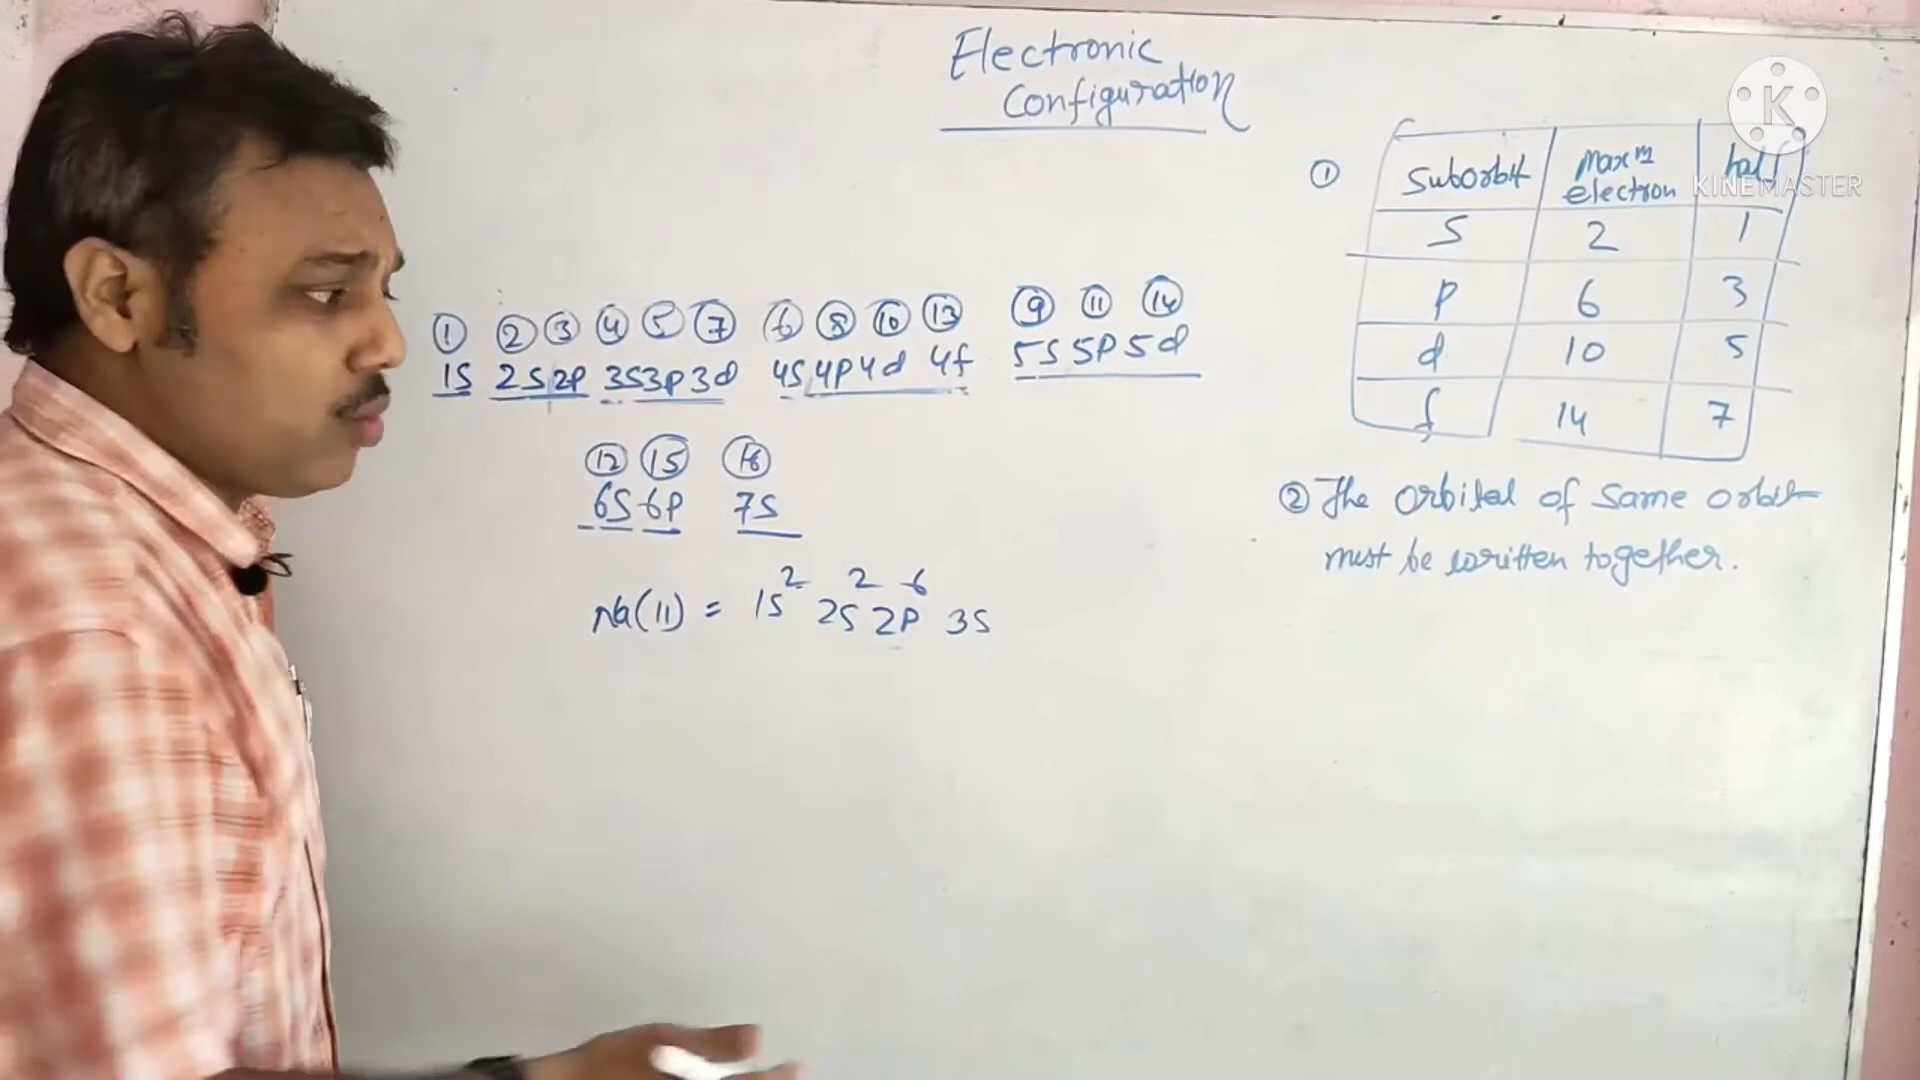 Electronic
Configuration
① ② ③ ④ ⑤ ⑦ ⑥ ⑧ ⑩ ⑬ ⑨ ⑪ ⑭
1S 2S 2P 3S 3P 3d 4S 4P 4d 4f 5S 5P 5d
⑫ ⑮ ⑯
6S 6P 7S
Na(11) = 1S² 2S² 2P⁶ 3S
K
KINEMASTER
①
Suborbit Maxᵐ electron half
S 2 1
P 6 3
d 10 5
f 14 7
② The orbital of same orbit
must be written together.